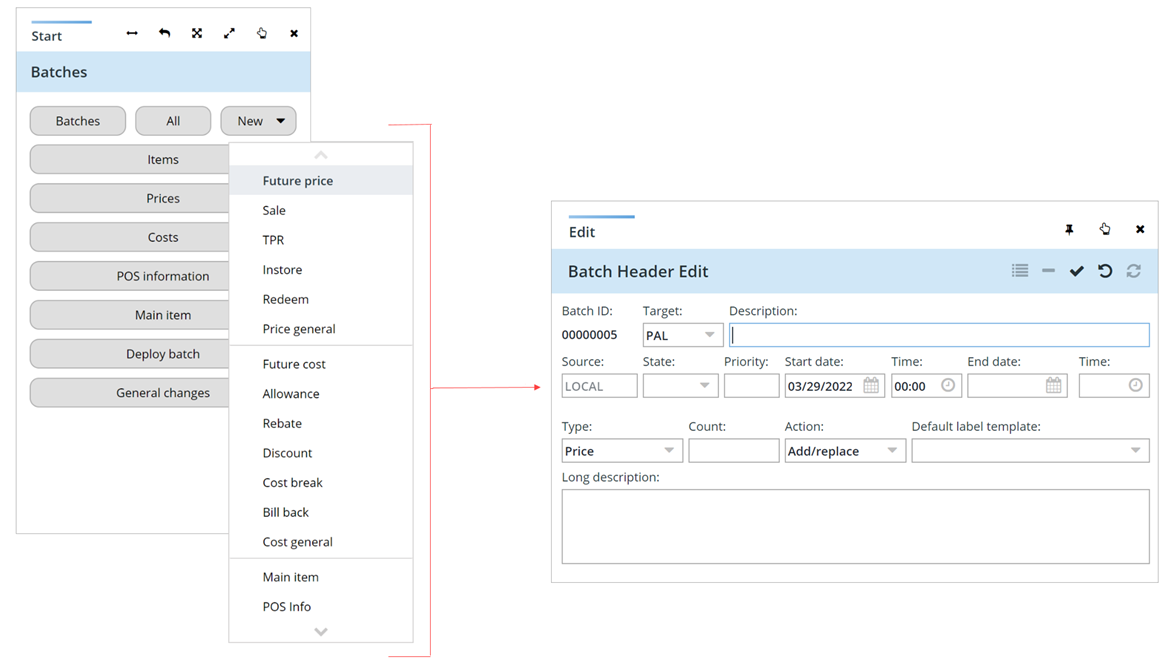 Start
Batches
Batches All New
Items
Prices
Costs
POS information
Main item
Deploy batch
General changes
Future price
Sale
TPR
Instore
Redeem
Price general
Future cost
Allowance
Rebate
Discount
Cost break
Bill back
Cost general
Main item
POS Info
Edit
Batch Header Edit
Batch ID: Target: Description:
00000005 PAL
Source: State: Priority: Start date: Time: End date: Time:
LOCAL 03/29/2022 00:00
Type: Count: Action: Default label template:
Price Add/replace
Long description: